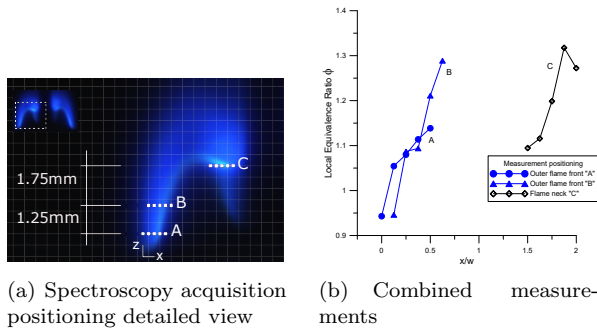 1.75mm
1.25mm
C
B
A
z
x
(a) Spectroscopy acquisition
positioning detailed view
Local Equivalence Ratio ϕ
1.4
1.3
1.2
1.1
1
0.9
0
0.5
1
1.5
2
x/w
A
B
C
Measurement positioning
Outer flame front "A"
Outer flame front "B"
Flame neck "C"
(b) Combined measure-
ments